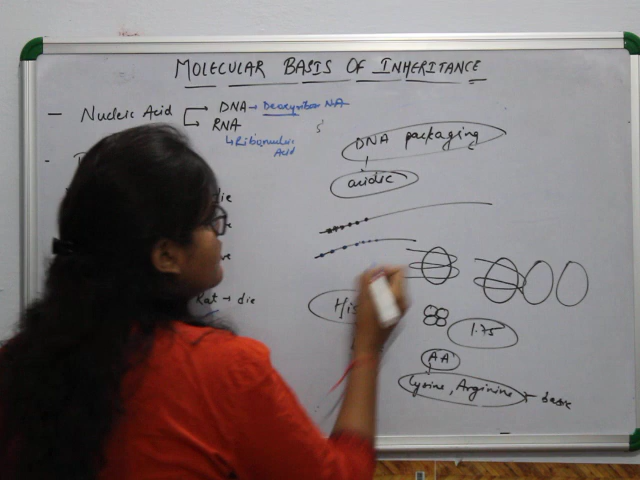 MOLECULAR BASIS OF INHERITANCE
- Nucleic Acid → DNA → Deoxyribo NA
→ RNA
↳ Ribonucleic
Acid
DNA packaging
acidic
die
Rat → die
His
1.75
AA
Lysine, Arginine → basic